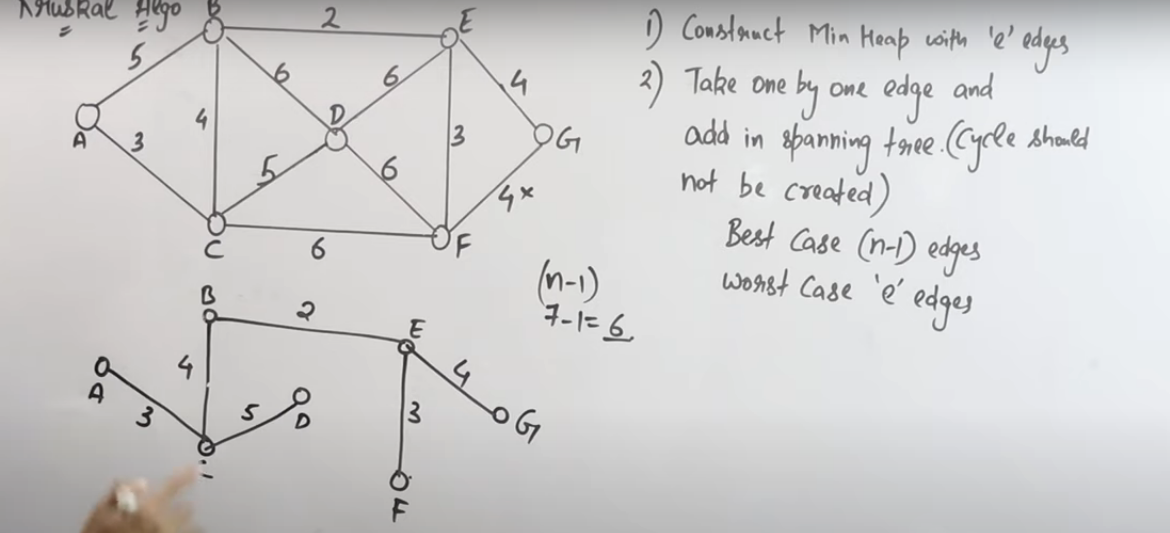 Kruskal Algo
B
2
E
5
6
6
4
A
3
4
D
3
G
5
6
4x
C
6
F
1) Construct Min Heap with 'e' edges
2) Take one by one edge and
add in spanning tree. (Cycle should
not be created)
Best Case (n-1) edges
Worst Case 'e' edges
(n-1)
7-1= 6
B
2
E
A
4
4
3
5
D
3
G
F